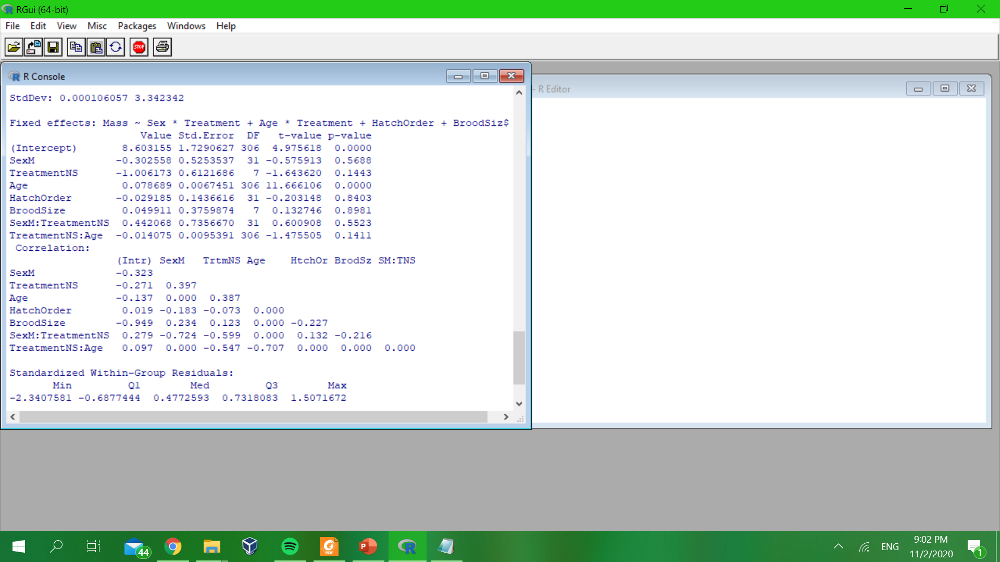 RGui (64-bit)
File Edit View Misc Packages Windows Help
STOP
R Console
- R Editor
StdDev: 0.000106057 3.342342
Fixed effects: Mass ~ Sex * Treatment + Age * Treatment + HatchOrder + BroodSiz$
Value Std.Error DF t-value p-value
(Intercept) 8.603155 1.7290627 306 4.975618 0.0000
SexM -0.302558 0.5253537 31 -0.575913 0.5688
TreatmentNS -1.006173 0.6121686 7 -1.643620 0.1443
Age 0.078689 0.0067451 306 11.666106 0.0000
HatchOrder -0.029185 0.1436616 31 -0.203148 0.8403
BroodSize 0.049911 0.3759874 7 0.132746 0.8981
SexM:TreatmentNS 0.442068 0.7356670 31 0.600908 0.5523
TreatmentNS:Age -0.014075 0.0095391 306 -1.475505 0.1411
Correlation:
(Intr) SexM TrtmNS Age HtchOr BrodSz SM:TNS
SexM -0.323
TreatmentNS -0.271 0.397
Age -0.137 0.000 0.387
HatchOrder 0.019 -0.183 -0.073 0.000
BroodSize -0.949 0.234 0.123 0.000 -0.227
SexM:TreatmentNS 0.279 -0.724 -0.599 0.000 0.132 -0.216
TreatmentNS:Age 0.097 0.000 -0.547 -0.707 0.000 0.000 0.000
Standardized Within-Group Residuals:
Min Q1 Med Q3 Max
-2.3407581 -0.6877444 0.4772593 0.7318083 1.5071672
44
PDF
P
R
ENG
9:02 PM
11/2/2020
1